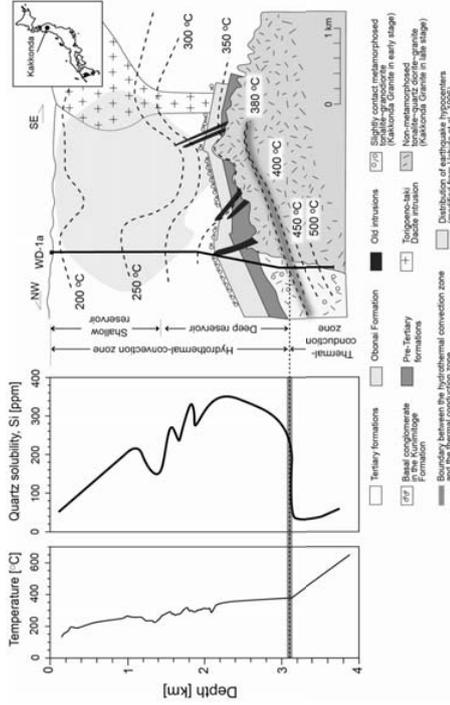 Temperature [°C]
0
200
400
600
Quartz solubility, Si [ppm]
0
100
200
300
400
Depth [km]
0
1
2
3
4
NW
WD-1a
SE
Kakkonda
200 °C
250 °C
300 °C
350 °C
380 °C
400 °C
450 °C
500 °C
0
1 km
Shallow
reservoir
Deep reservoir
Hydrothermal-convection zone
Thermal-
conduction
zone
Tertiary formations
Basal conglomerate
in the Kunimitoge
Formation
Boundary between the hydrothermal convection zone
and the thermal conduction zone
Obonai Formation
Pre-Tertiary
formations
Old intrusions
Torigoeno-taki
Dacite intrusion
Distribution of earthquake hypocenters
Slightly contact metamorphosed
tonalite-granodiorite
(Kakkonda Granite in early stage)
Non-metamorphosed
tonalite-quartz diorite-granite
(Kakkonda Granite in late stage)